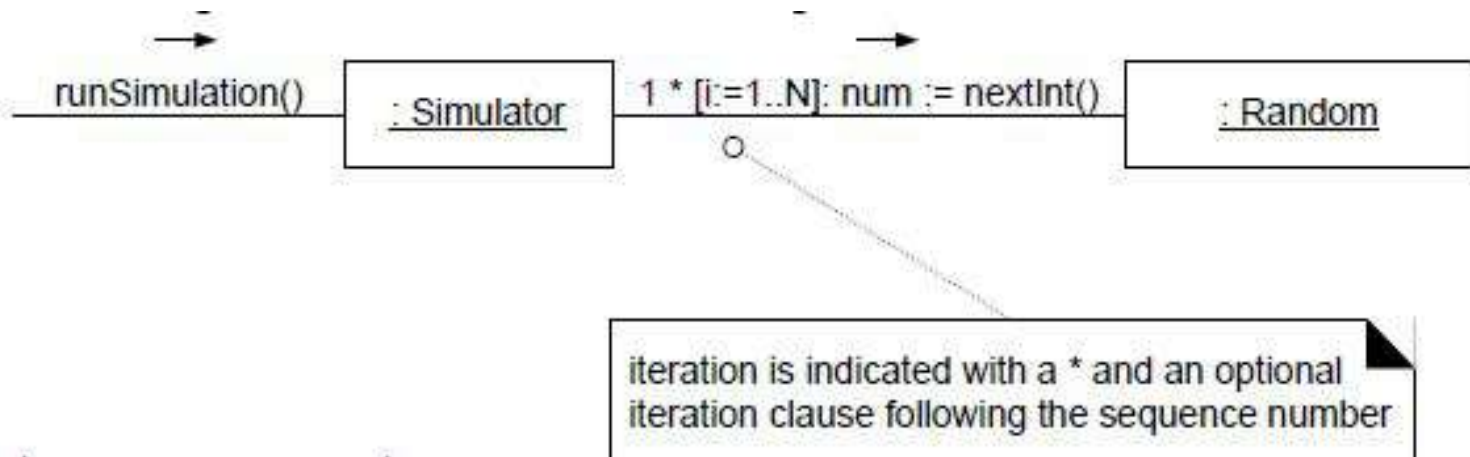 runSimulation()
: Simulator
1 * [i:=1..N]: num := nextInt()
: Random
iteration is indicated with a * and an optional
iteration clause following the sequence number